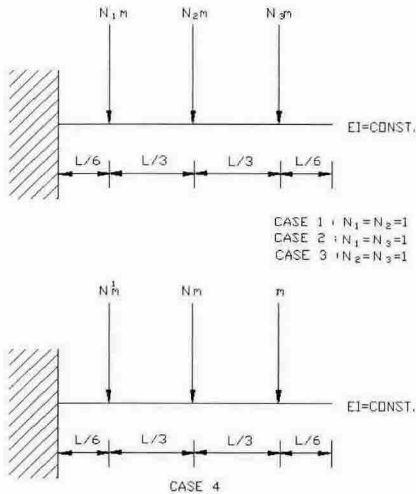 N₁m N₂m N₃m
EI=CONST.
L/6 L/3 L/3 L/6
CASE 1 : N₁=N₂=1
CASE 2 : N₁=N₃=1
CASE 3 : N₂=N₃=1
N¹m Nm m
EI=CONST.
L/6 L/3 L/3 L/6
CASE 4